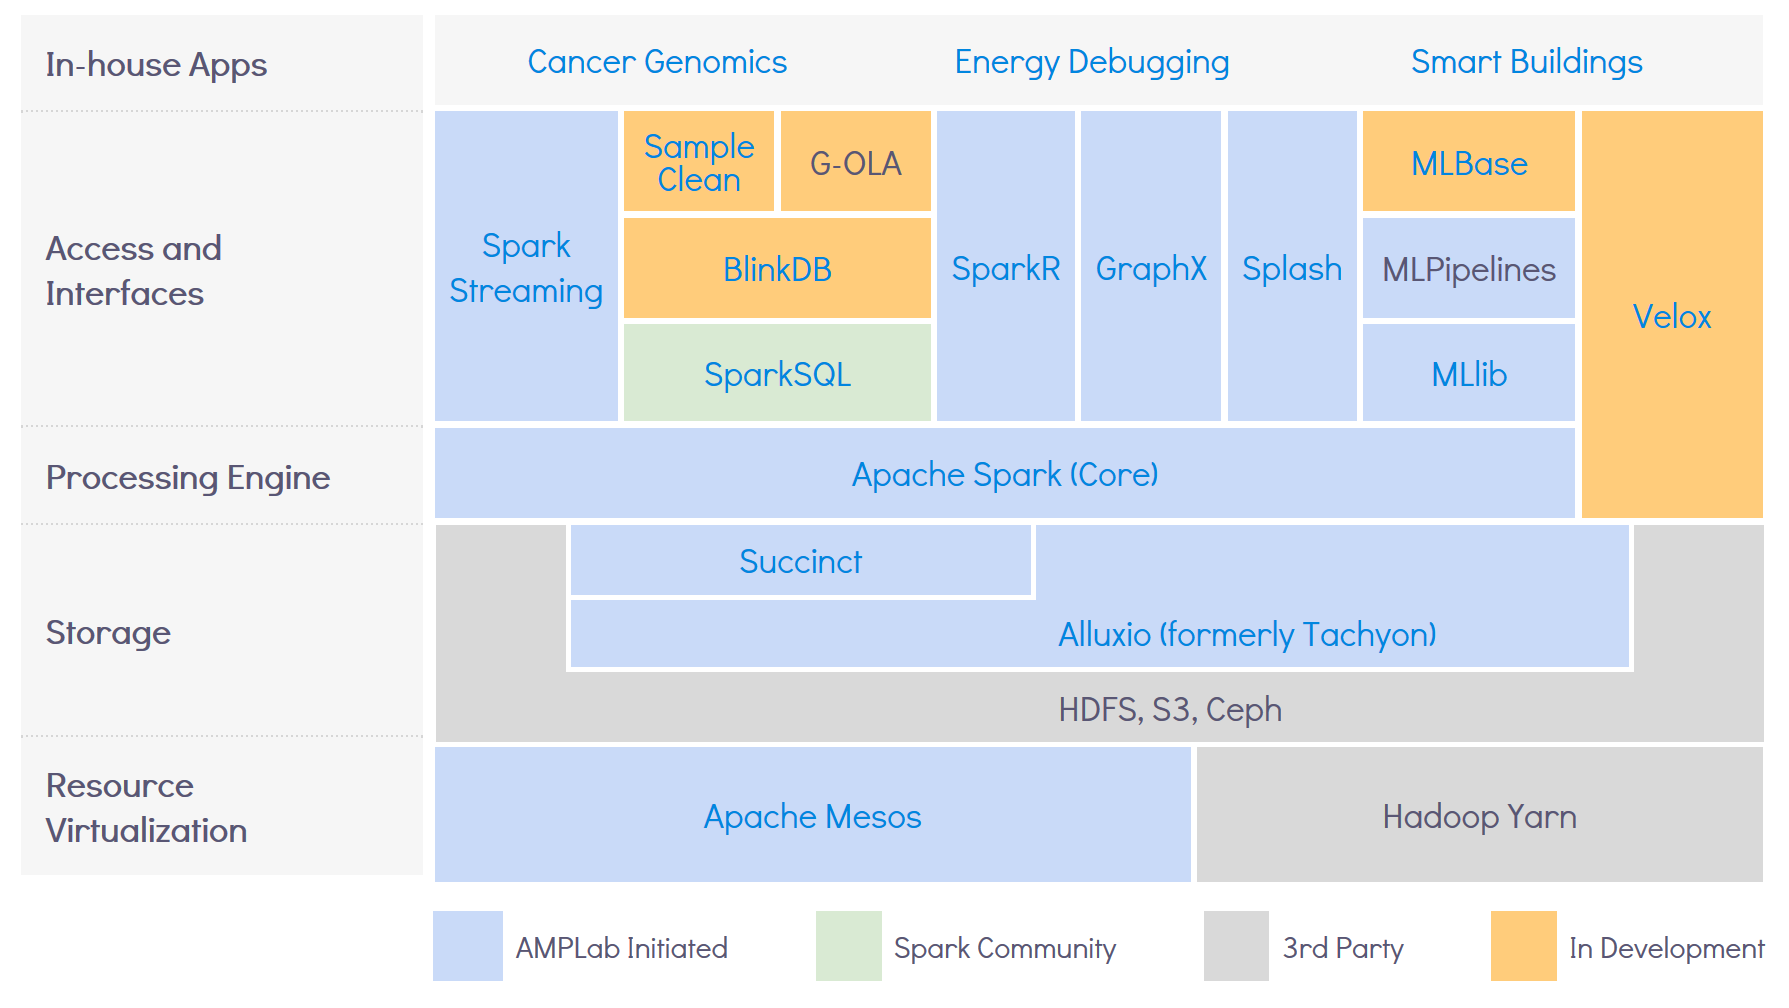 In-house Apps
Cancer Genomics
Energy Debugging
Smart Buildings
Access and
Interfaces
Spark
Streaming
Sample
Clean
G-OLA
BlinkDB
SparkSQL
SparkR
GraphX
Splash
MLBase
MLPipelines
MLlib
Velox
Processing Engine
Apache Spark (Core)
Storage
Succinct
Alluxio (formerly Tachyon)
HDFS, S3, Ceph
Resource
Virtualization
Apache Mesos
Hadoop Yarn
AMPLab Initiated
Spark Community
3rd Party
In Development